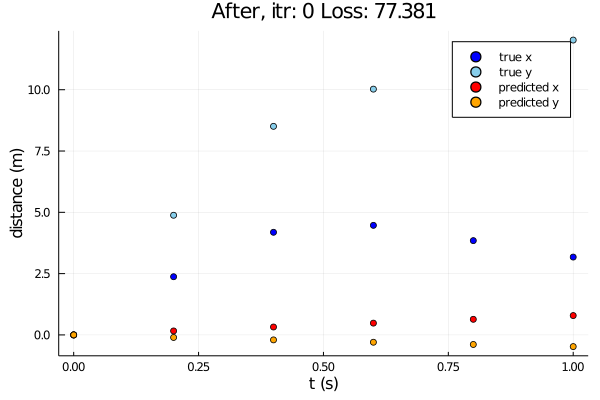 After, itr: 0 Loss: 77.381
distance (m)
10.0
7.5
5.0
2.5
0.0
true x
true y
predicted x
predicted y
0.00
0.25
0.50
0.75
1.00
t (s)